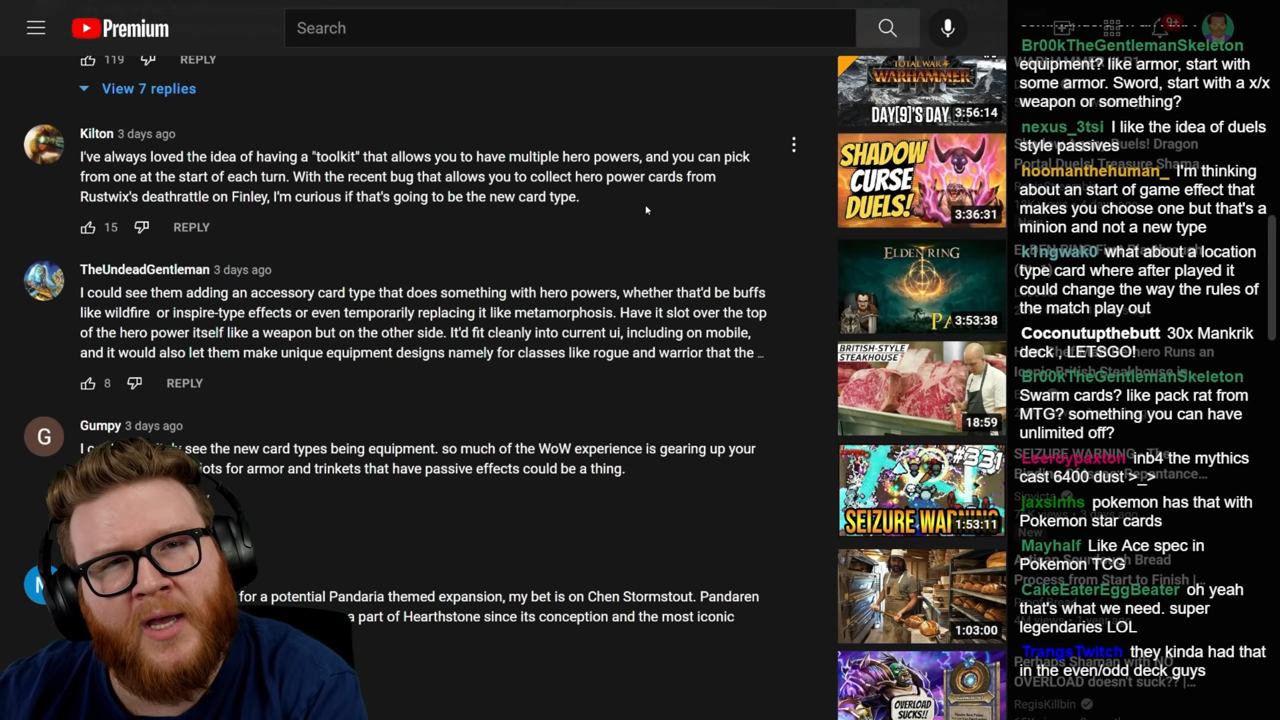 Premium
Search
9+
119
REPLY
View 7 replies
Kilton 3 days ago
I've always loved the idea of having a "toolkit" that allows you to have multiple hero powers, and you can pick
from one at the start of each turn. With the recent bug that allows you to collect hero power cards from
Rustwix's deathrattle on Finley, I'm curious if that's going to be the new card type.
15
REPLY
TheUndeadGentleman 3 days ago
I could see them adding an accessory card type that does something with hero powers, whether that'd be buffs
like wildfire or inspire-type effects or even temporarily replacing it like metamorphosis. Have it slot over the top
of the hero power itself like a weapon but on the other side. It'd fit cleanly into current ui, including on mobile,
and it would also let them make unique equipment designs namely for classes like rogue and warrior that the ...
8
REPLY
G
Gumpy 3 days ago
see the new card types being equipment. so much of the WoW experience is gearing up your
for armor and trinkets that have passive effects could be a thing.
for a potential Pandaria themed expansion, my bet is on Chen Stormstout. Pandaren
a part of Hearthstone since its conception and the most iconic
TOTAL WAR
WARHAMMER
DAY[9]'S DAY
3:56:14
SHADOW
CURSE
DUELS!
3:36:31
ELDEN RING
3:53:38
BRITISH-STYLE
STEAKHOUSE
18:59
#331
SEIZURE WARNING
1:53:11
1:03:00
OVERLOAD
SUCKS!!
Br00kTheGentlemanSkeleton
equipment? like armor, start with
some armor. Sword, start with a x/x
weapon or something?
nexus_3tsi I like the idea of duels
style passives
hoomanthehuman_ I'm thinking
about an start of game effect that
makes you choose one but that's a
minion and not a new type
k1ngwak0 what about a location
type card where after played it
could change the way the rules of
the match play out
Coconutupthebutt 30x Mankrik
deck, LETSGO!
Br00kTheGentlemanSkeleton
Swarm cards? like pack rat from
MTG? something you can have
unlimited off?
Leeroypaxton inb4 the mythics
cast 6400 dust >_>
jaxsinns pokemon has that with
Pokemon star cards
Mayhalf Like Ace spec in
Pokemon TCG
CakeEaterEggBeater oh yeah
that's what we need. super
legendaries LOL
TrangsTwitch they kinda had that
in the even/odd deck guys
RegisKillbin